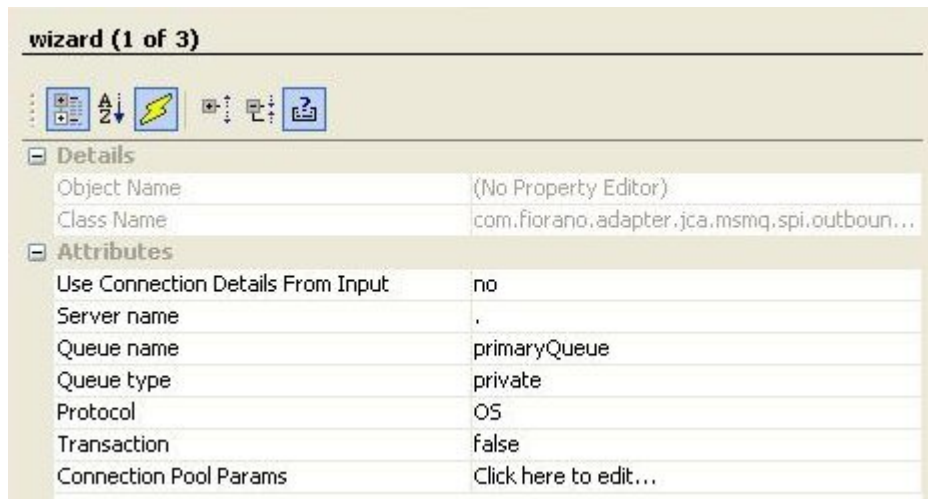 wizard (1 of 3)
Details
Object Name (No Property Editor)
Class Name com.fiorano.adapter.jca.msmq.spi.outboun...
Attributes
Use Connection Details From Input no
Server name .
Queue name primaryQueue
Queue type private
Protocol OS
Transaction false
Connection Pool Params Click here to edit...